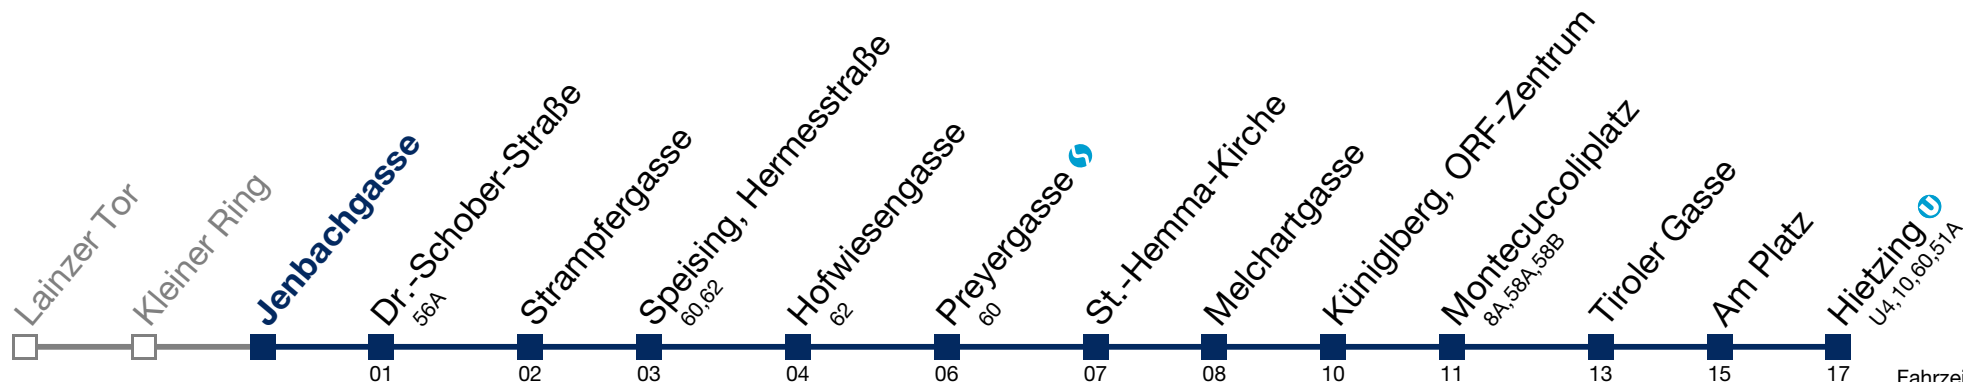 Lainzer Tor
Kleiner Ring
Jenbachgasse
Dr.-Schober-Straße
56A
Strampfergasse
Speising, Hermesstraße
60,62
Hofwiesengasse
62
Preyergasse S
60
St.-Hemma-Kirche
Melchartgasse
Küniglberg, ORF-Zentrum
Montecuccoliplatz
8A,58A,58B
Tiroler Gasse
Am Platz
Hietzing U
U4,10,60,51A
01 02 03 04 06 07 08 10 11 13 15 17 Fahrzei